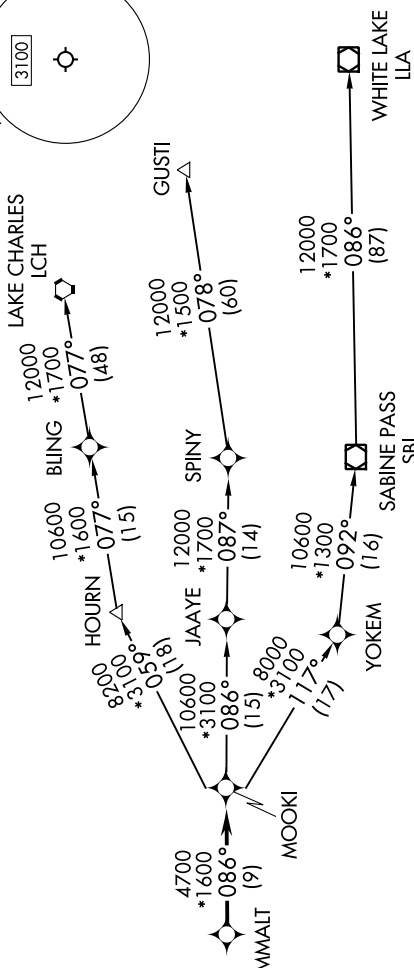 3100
LAKE CHARLES
LCH
12000
*1700
077°
(48)
BLING
10600
*1600
077°
(15)
HOURN
8200
*3100
059°
(18)
GUSTI
12000
*1500
078°
(60)
SPINY
12000
*1700
087°
(14)
JAAYE
10600
*3100
086°
(15)
WHITE LAKE
LLA
12000
*1700
086°
(87)
SABINE PASS
SBI
10600
*1300
092°
(16)
YOKEM
8000
*3100
117°
(17)
MOOKI
4700
*1600
086°
(9)
MMALT